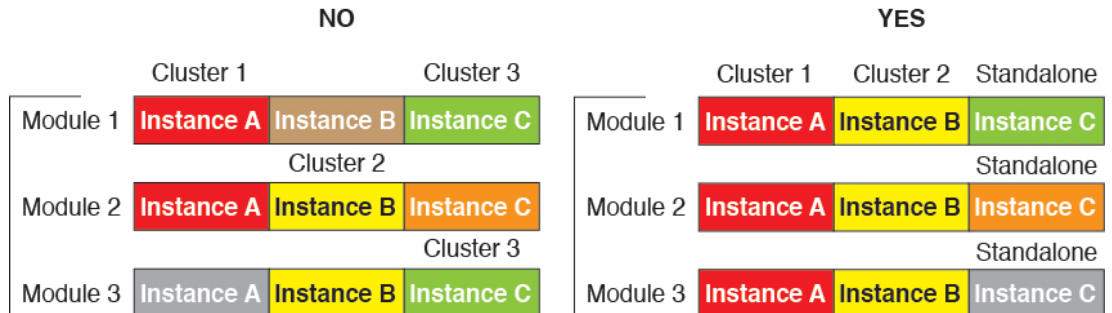 NO
Cluster 1 Cluster 3
Module 1 Instance A Instance B Instance C
Cluster 2
Module 2 Instance A Instance B Instance C
Cluster 3
Module 3 Instance A Instance B Instance C
YES
Cluster 1 Cluster 2 Standalone
Module 1 Instance A Instance B Instance C
Standalone
Module 2 Instance A Instance B Instance C
Standalone
Module 3 Instance A Instance B Instance C